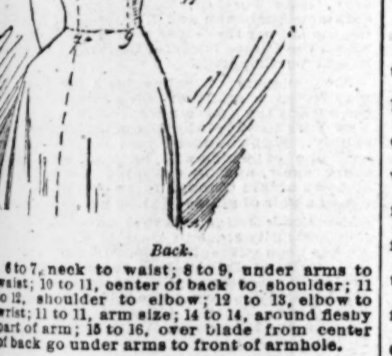 7 9
Back.
6 to 7, neck to waist; 8 to 9, under arms to
waist; 10 to 11, center of back to shoulder; 11
to 12, shoulder to elbow; 12 to 13, elbow to
wrist; 11 to 11, arm size; 14 to 14, around fleshy
part of arm; 15 to 16, over blade from center
of back go under arms to front of armhole.